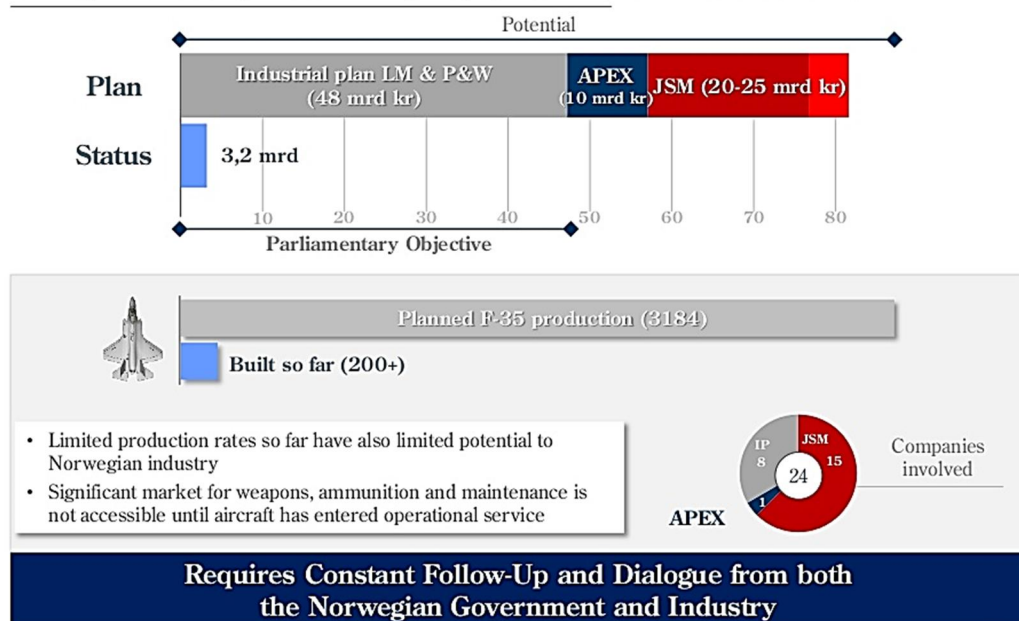 Potential
Plan
Industrial plan LM & P&W
(48 mrd kr)
APEX
(10 mrd kr)
JSM (20-25 mrd kr)
Status
3,2 mrd
10
20
30
40
50
60
70
80
Parliamentary Objective
Planned F-35 production (3184)
Built so far (200+)
• Limited production rates so far have also limited potential to
Norwegian industry
• Significant market for weapons, ammunition and maintenance is
not accessible until aircraft has entered operational service
IP
8
JSM
15
24
1
APEX
Companies
involved
Requires Constant Follow-Up and Dialogue from both
the Norwegian Government and Industry